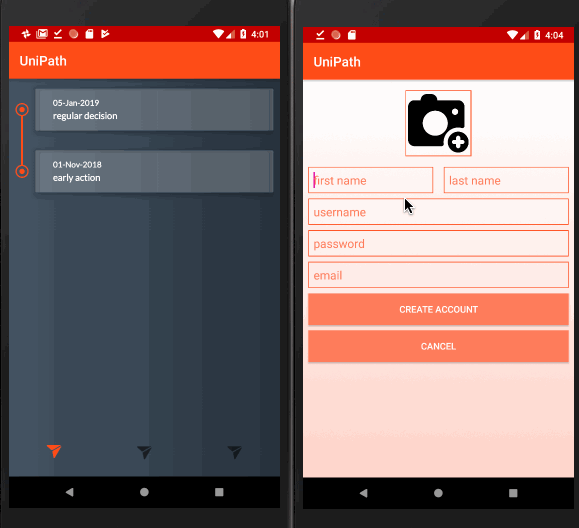 4:01
UniPath
05-Jan-2019
regular decision
01-Nov-2018
early action
4:04
UniPath
first name
last name
username
password
email
CREATE ACCOUNT
CANCEL